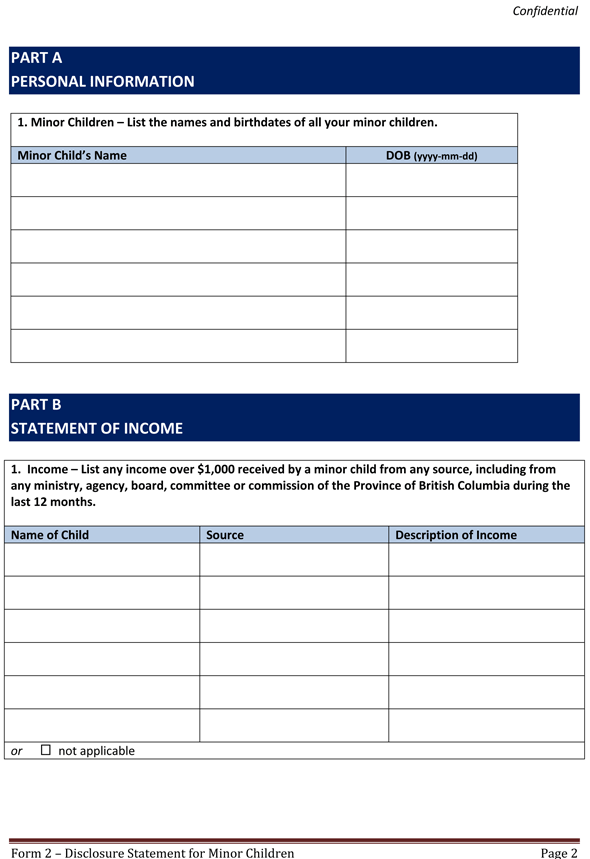 Confidential
PART A
PERSONAL INFORMATION
1. Minor Children – List the names and birthdates of all your minor children.
Minor Child's Name DOB (yyyy-mm-dd)
PART B
STATEMENT OF INCOME
1. Income – List any income over $1,000 received by a minor child from any source, including from
any ministry, agency, board, committee or commission of the Province of British Columbia during the
last 12 months.
Name of Child Source Description of Income
or ☐ not applicable
Form 2 – Disclosure Statement for Minor Children Page 2